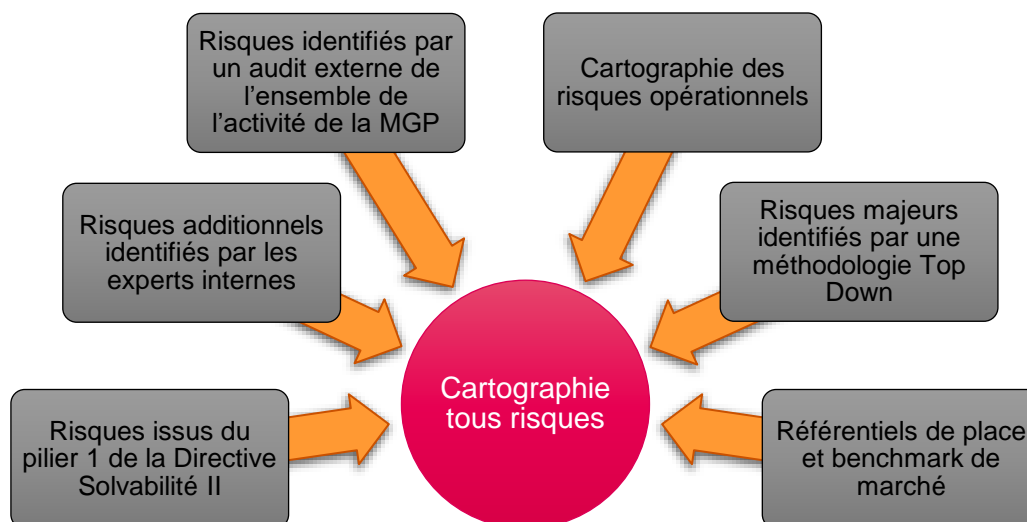 Risques identifiés par
un audit externe de
l'ensemble de
l'activité de la MGP
Cartographie des
risques opérationnels
Risques additionnels
identifiés par les
experts internes
Risques majeurs
identifiés par une
méthodologie Top
Down
Cartographie
tous risques
Risques issus du
pilier 1 de la Directive
Solvabilité II
Référentiels de place
et benchmark de
marché